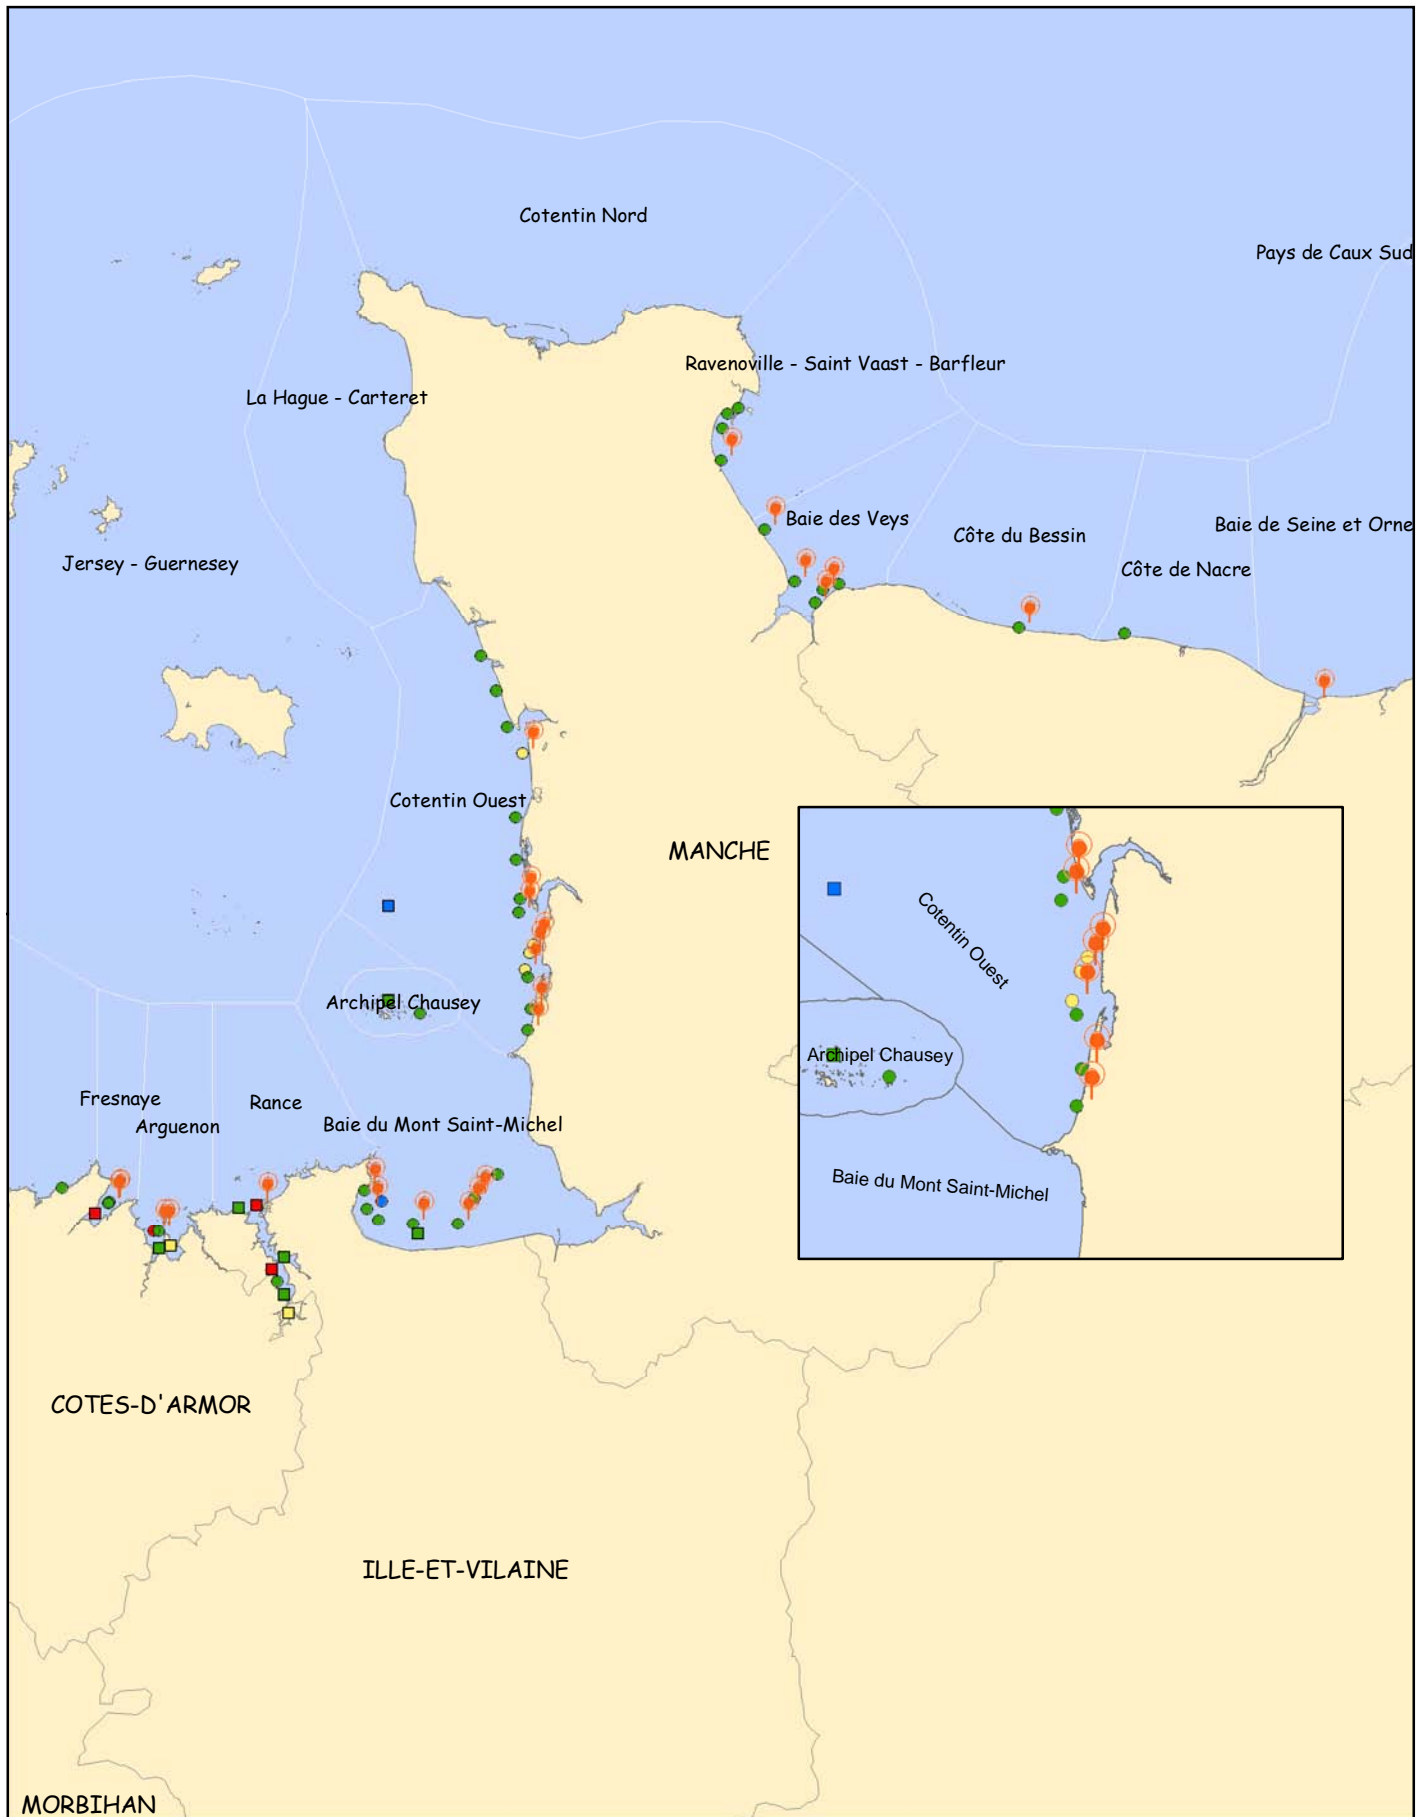 Cotentin Nord
Pays de Caux Sud
Ravenoville - Saint Vaast - Barfleur
La Hague - Carteret
Baie des Veys
Baie de Seine et Orne
Côte du Bessin
Jersey - Guernesey
Côte de Nacre
Cotentin Ouest
MANCHE
Cotentin Ouest
Archipel Chausey
Archipel Chausey
Fresnaye
Rance
Arguenon
Baie du Mont Saint-Michel
Baie du Mont Saint-Michel
COTES-D'ARMOR
ILLE-ET-VILAINE
MORBIHAN